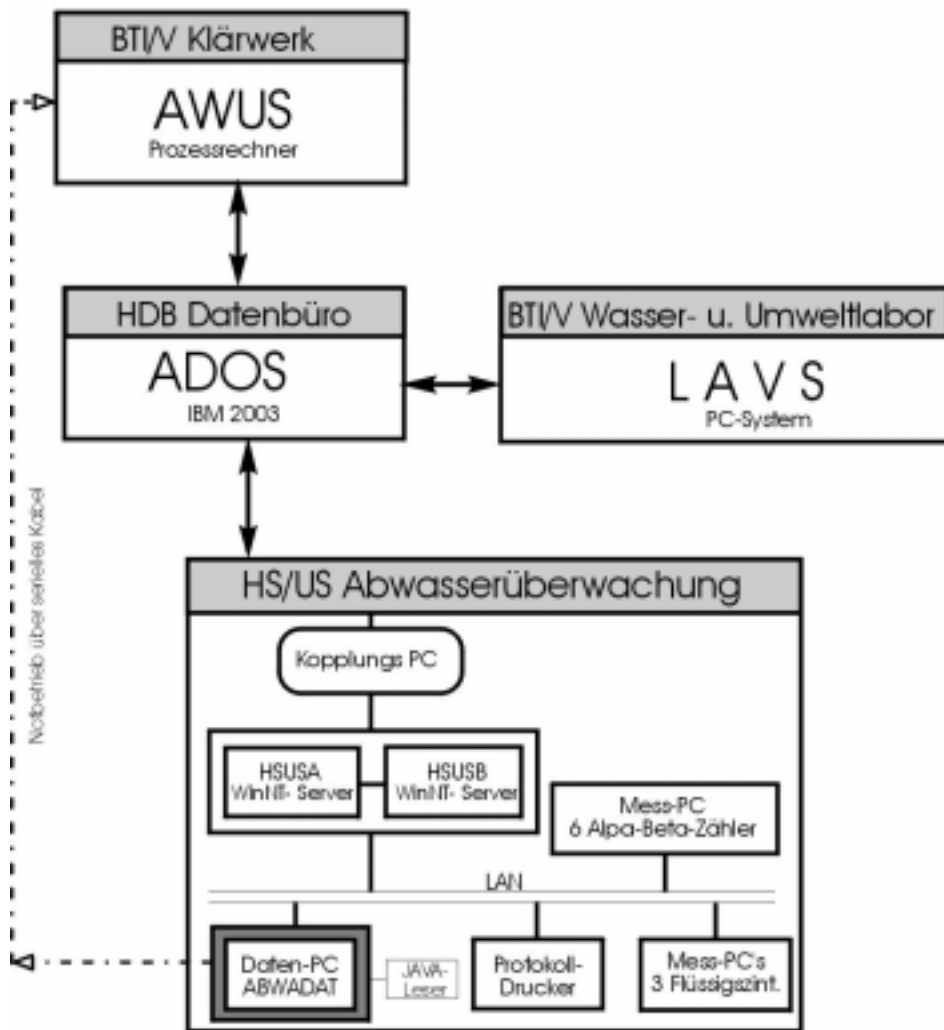 BTI/V Klärwerk
AWUS
Prozessrechner
HDB Datenbüro
ADOS
IBM 2003
BTI/V Wasser- u. Umweltlabor
L A V S
PC-System
Notbetrieb über serielles Kabel
HS/US Abwasserüberwachung
Kopplungs PC
HSUSA
WinNT- Server
HSUSB
WinNT- Server
Mess-PC
6 Alpa-Beta-Zähler
LAN
Daten-PC
ABWADAT
JAVA-
Leser
Protokoll-
Drucker
Mess-PC's
3 Flüssigszint.